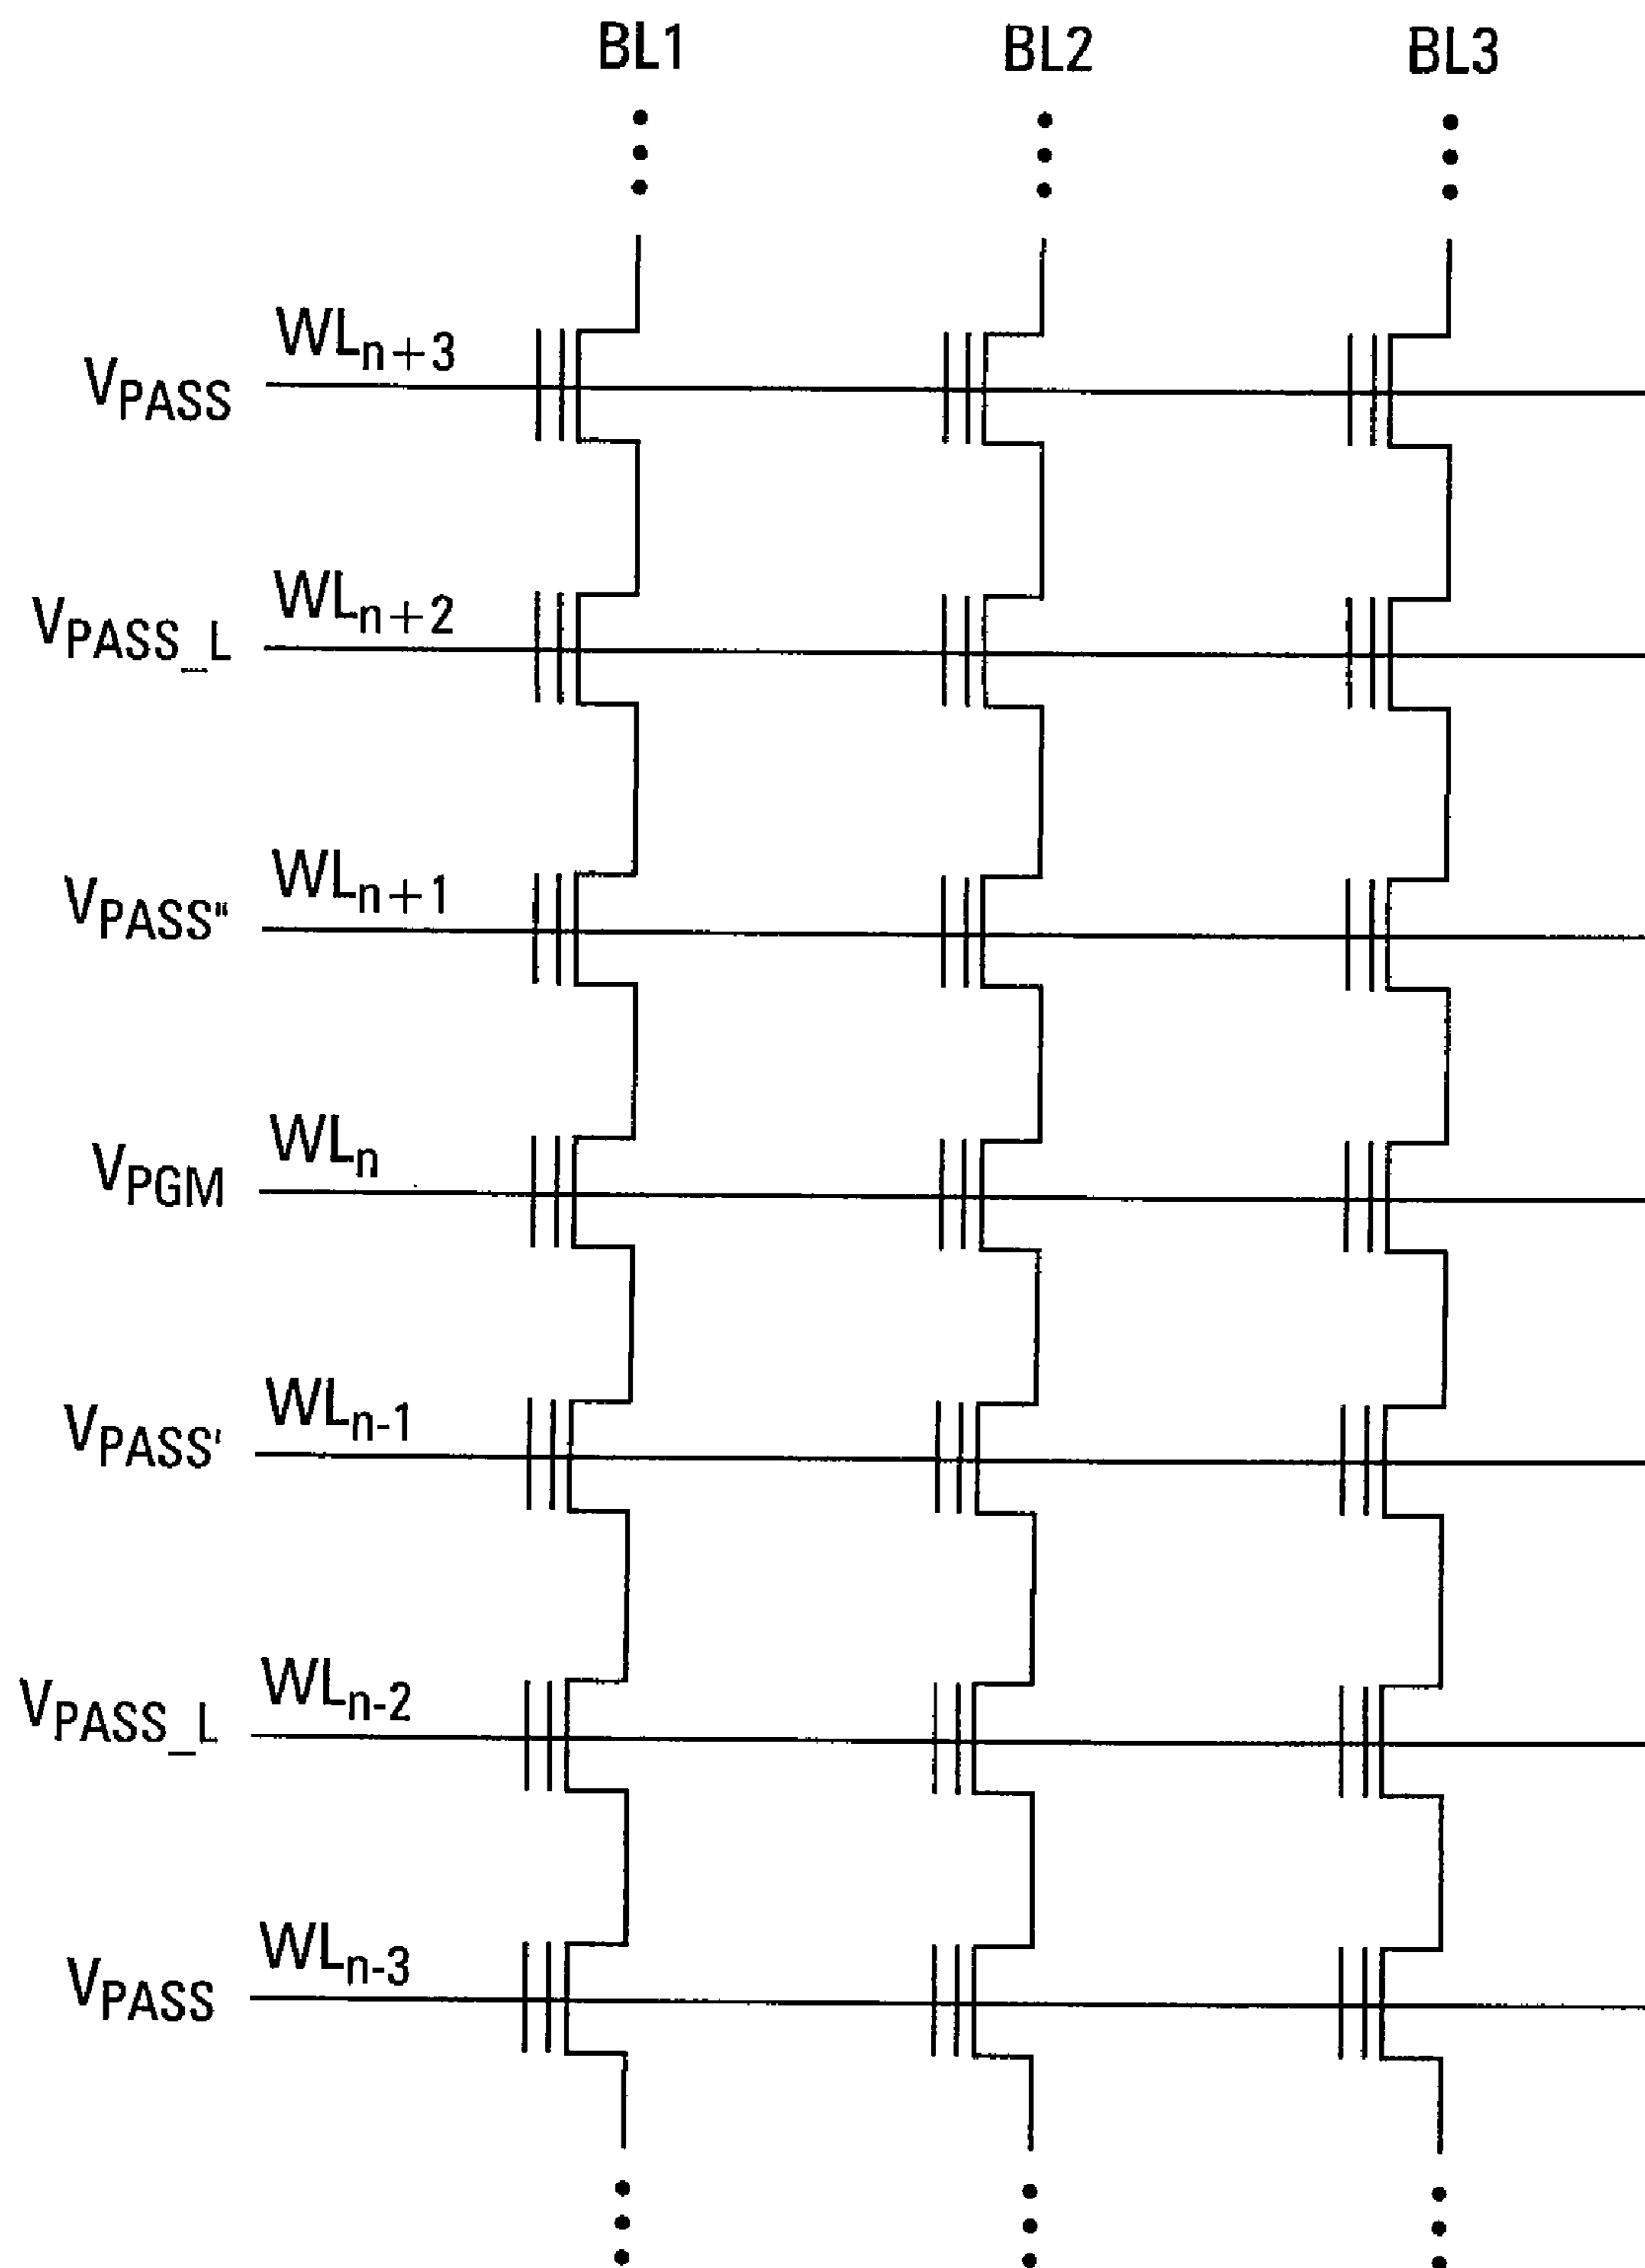 BL1 BL2 BL3
WLn+3
VPASS
WLn+2
VPASS_L
WLn+1
VPASS"
WLn
VPGM
WLn-1
VPASS'
WLn-2
VPASS_L
WLn-3
VPASS